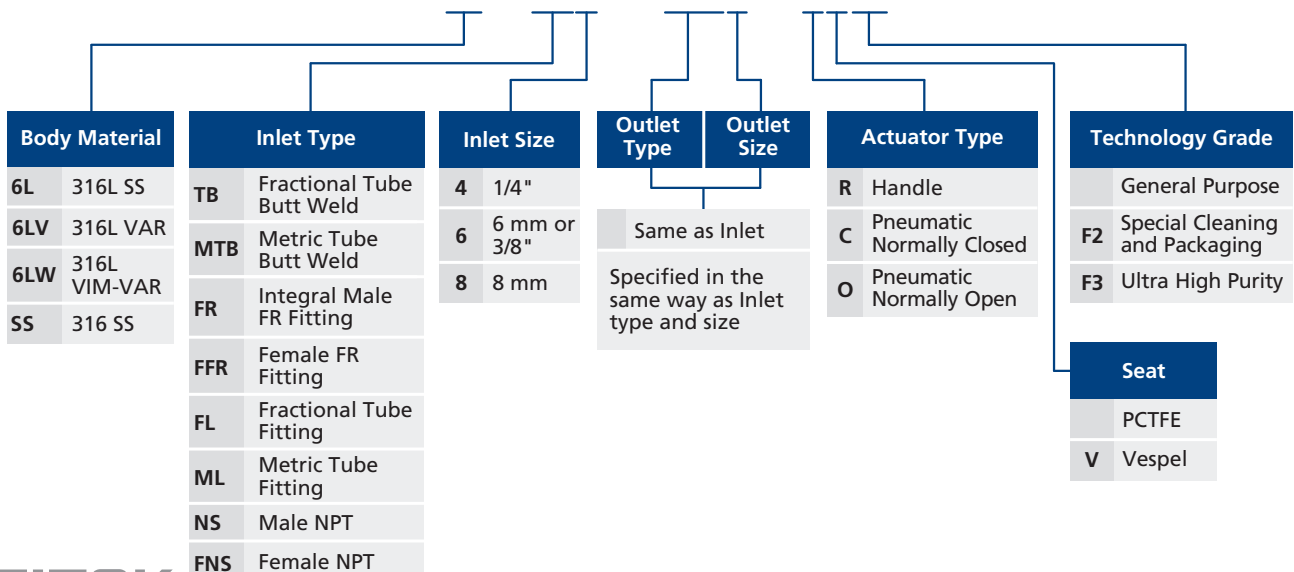 Body Material
6L 316L SS
6LV 316L VAR
6LW 316L
VIM-VAR
SS 316 SS
Inlet Type
TB Fractional Tube
Butt Weld
MTB Metric Tube
Butt Weld
FR Integral Male
FR Fitting
FFR Female FR
Fitting
FL Fractional Tube
Fitting
ML Metric Tube
Fitting
NS Male NPT
FNS Female NPT
Inlet Size
4 1/4"
6 6 mm or
3/8"
8 8 mm
Outlet
Type
Outlet
Size
Same as Inlet
Specified in the
same way as Inlet
type and size
Actuator Type
R Handle
C Pneumatic
Normally Closed
O Pneumatic
Normally Open
Technology Grade
General Purpose
F2 Special Cleaning
and Packaging
F3 Ultra High Purity
Seat
PCTFE
V Vespel